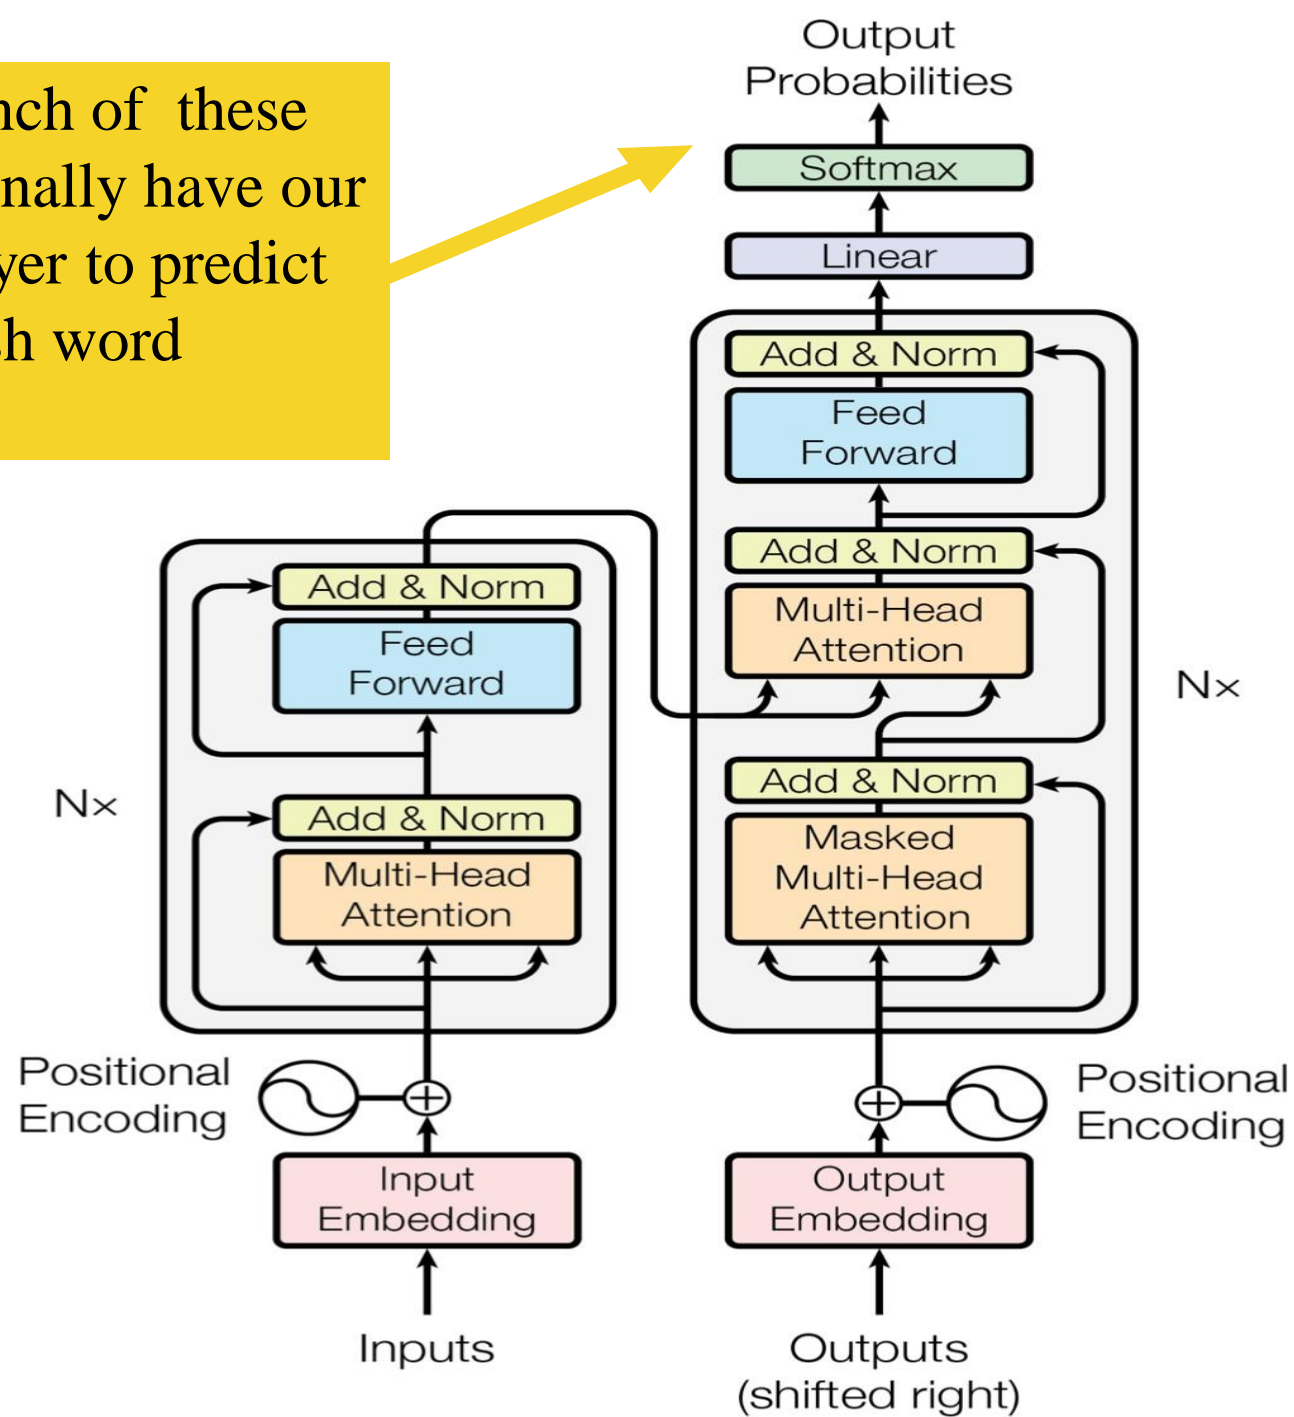 nch of these
nally have our
yer to predict
sh word
Output
Probabilities
Softmax
Linear
Add & Norm
Feed
Forward
Add & Norm
Multi-Head
Attention
Add & Norm
Masked
Multi-Head
Attention
Nx
Positional
Encoding
Output
Embedding
Outputs
(shifted right)
Add & Norm
Feed
Forward
Add & Norm
Multi-Head
Attention
Nx
Positional
Encoding
Input
Embedding
Inputs